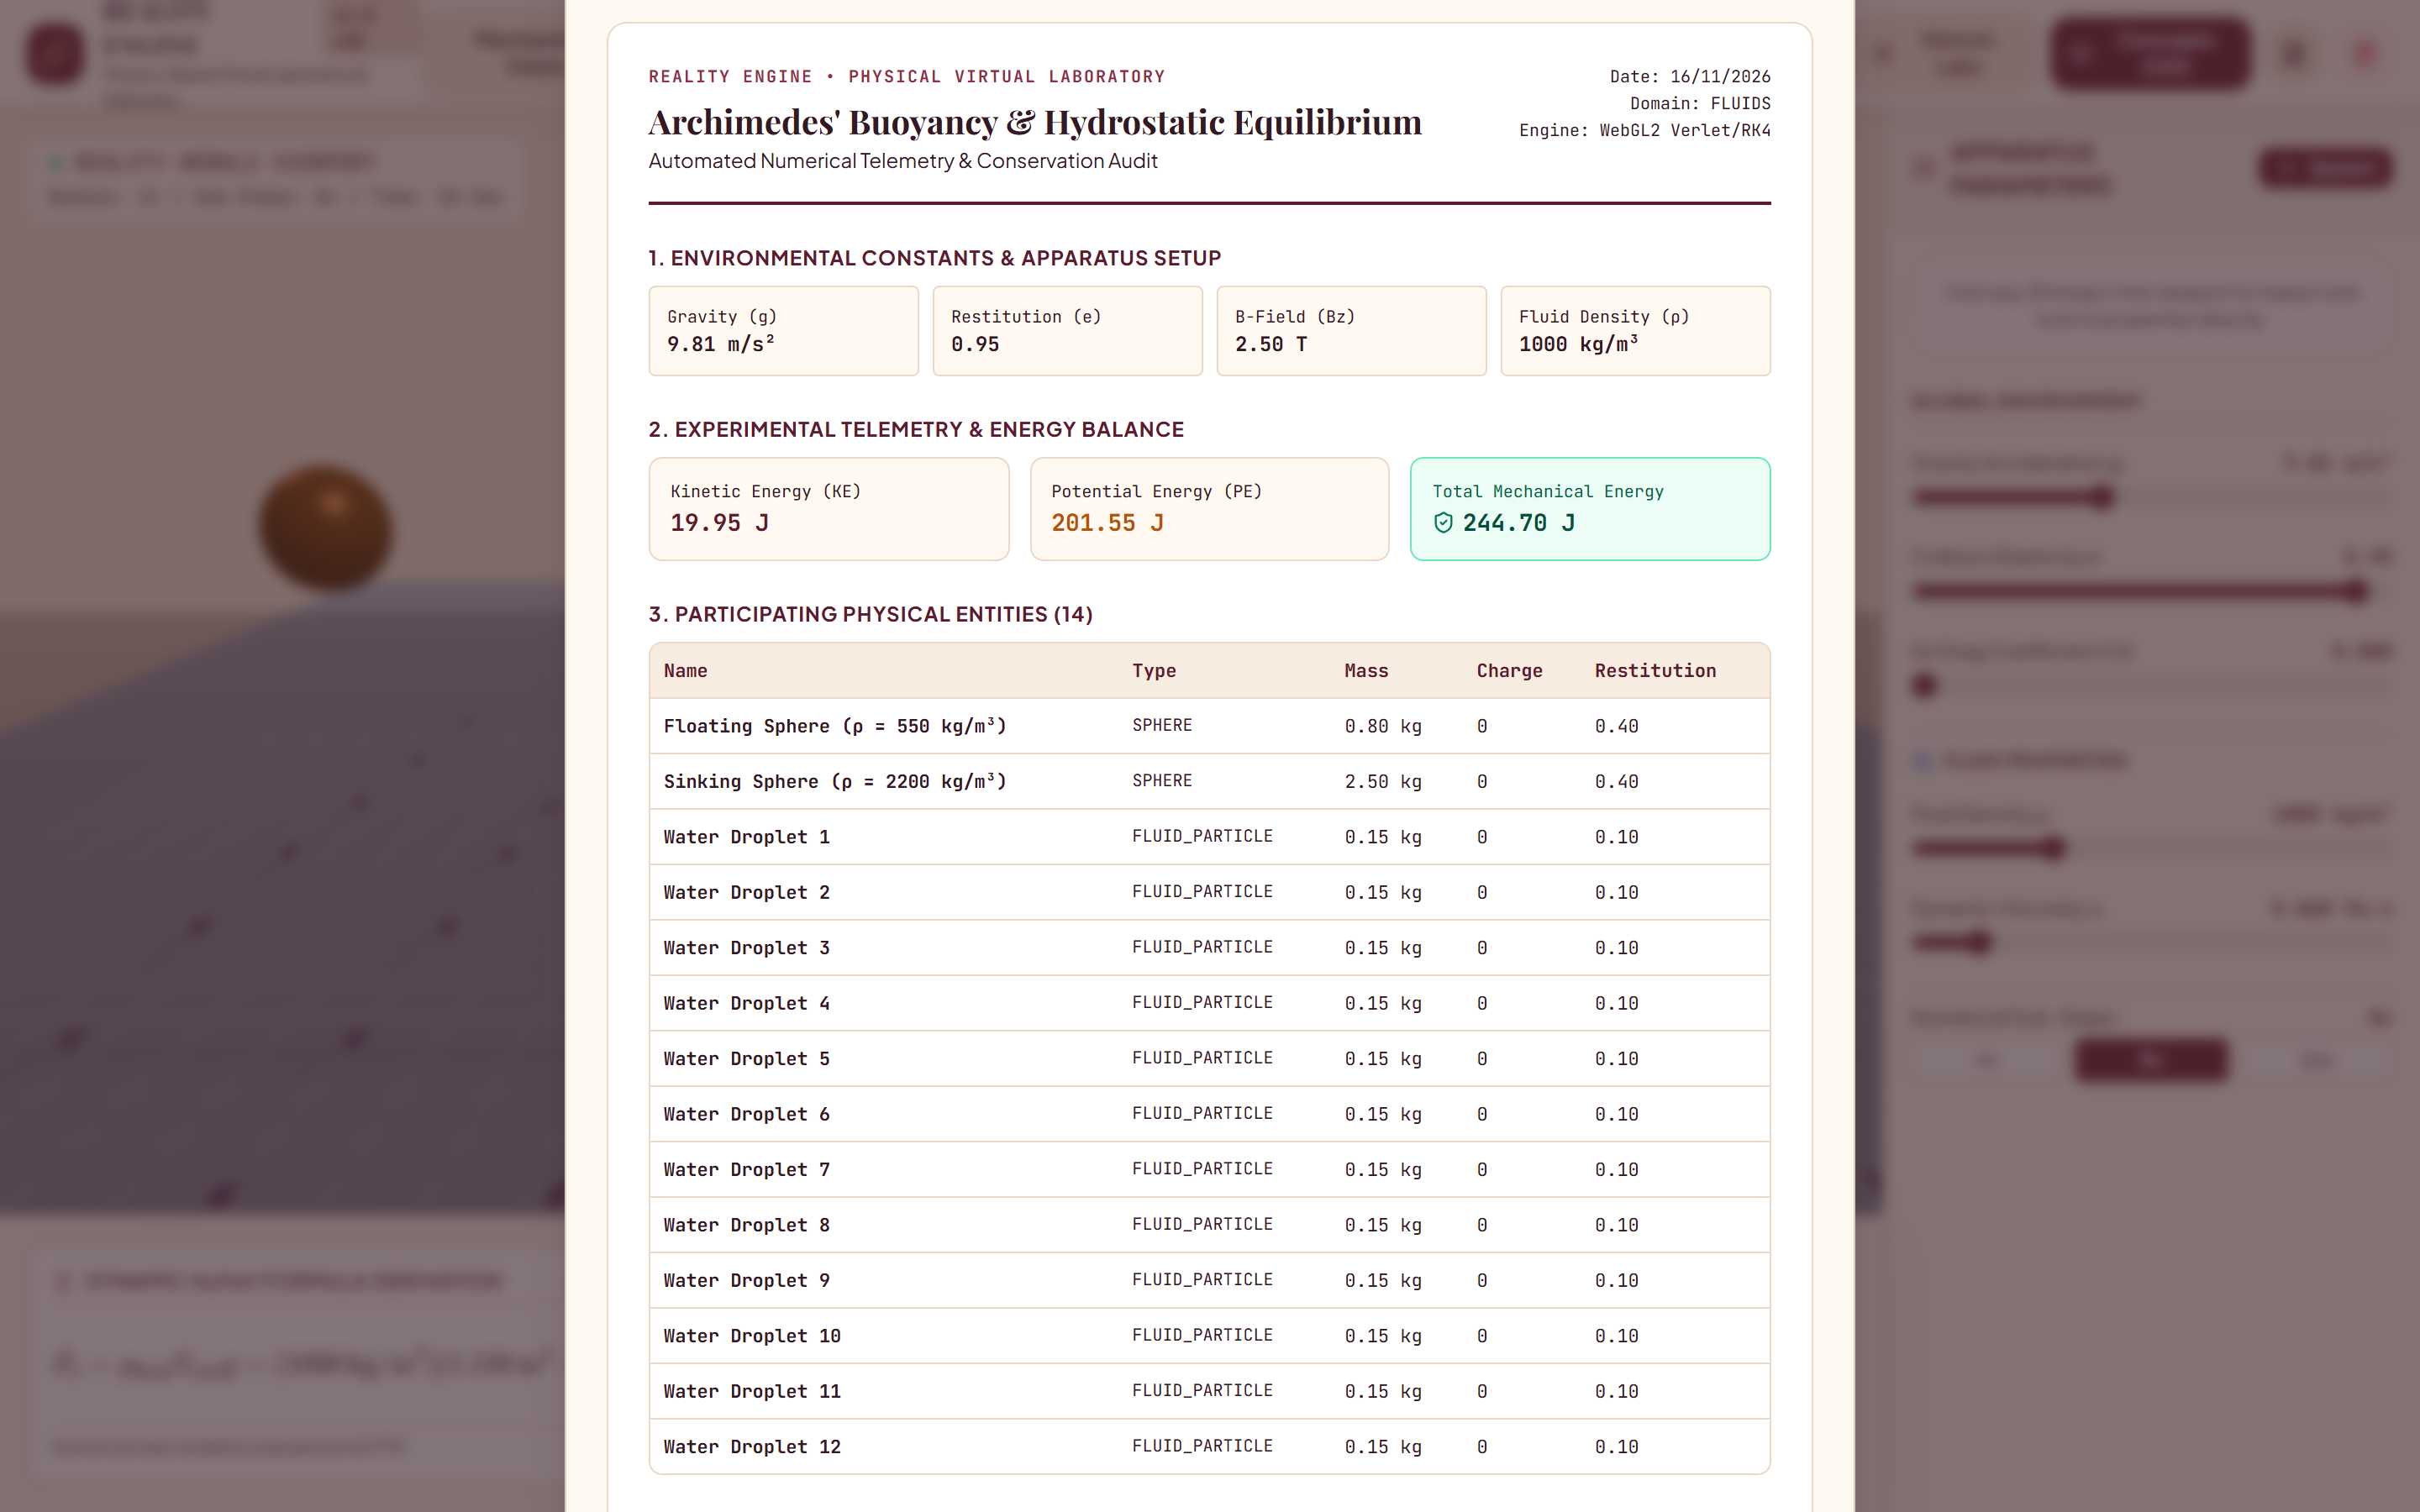 REALITY ENGINE • PHYSICAL VIRTUAL LABORATORY
Archimedes' Buoyancy & Hydrostatic Equilibrium
Automated Numerical Telemetry & Conservation Audit
Date: 16/11/2026
Domain: FLUIDS
Engine: WebGL2 Verlet/RK4
1. ENVIRONMENTAL CONSTANTS & APPARATUS SETUP
Gravity (g)
9.81 m/s²
Restitution (e)
0.95
B-Field (Bz)
2.50 T
Fluid Density (ρ)
1000 kg/m³
2. EXPERIMENTAL TELEMETRY & ENERGY BALANCE
Kinetic Energy (KE)
19.95 J
Potential Energy (PE)
201.55 J
Total Mechanical Energy
244.70 J
3. PARTICIPATING PHYSICAL ENTITIES (14)
Name Type Mass Charge Restitution
Floating Sphere (ρ = 550 kg/m³) SPHERE 0.80 kg 0 0.40
Sinking Sphere (ρ = 2200 kg/m³) SPHERE 2.50 kg 0 0.40
Water Droplet 1 FLUID_PARTICLE 0.15 kg 0 0.10
Water Droplet 2 FLUID_PARTICLE 0.15 kg 0 0.10
Water Droplet 3 FLUID_PARTICLE 0.15 kg 0 0.10
Water Droplet 4 FLUID_PARTICLE 0.15 kg 0 0.10
Water Droplet 5 FLUID_PARTICLE 0.15 kg 0 0.10
Water Droplet 6 FLUID_PARTICLE 0.15 kg 0 0.10
Water Droplet 7 FLUID_PARTICLE 0.15 kg 0 0.10
Water Droplet 8 FLUID_PARTICLE 0.15 kg 0 0.10
Water Droplet 9 FLUID_PARTICLE 0.15 kg 0 0.10
Water Droplet 10 FLUID_PARTICLE 0.15 kg 0 0.10
Water Droplet 11 FLUID_PARTICLE 0.15 kg 0 0.10
Water Droplet 12 FLUID_PARTICLE 0.15 kg 0 0.10
APPARATUS
PARAMETERS
GLOBAL ENVIRONMENT
FLUID PROPERTIES